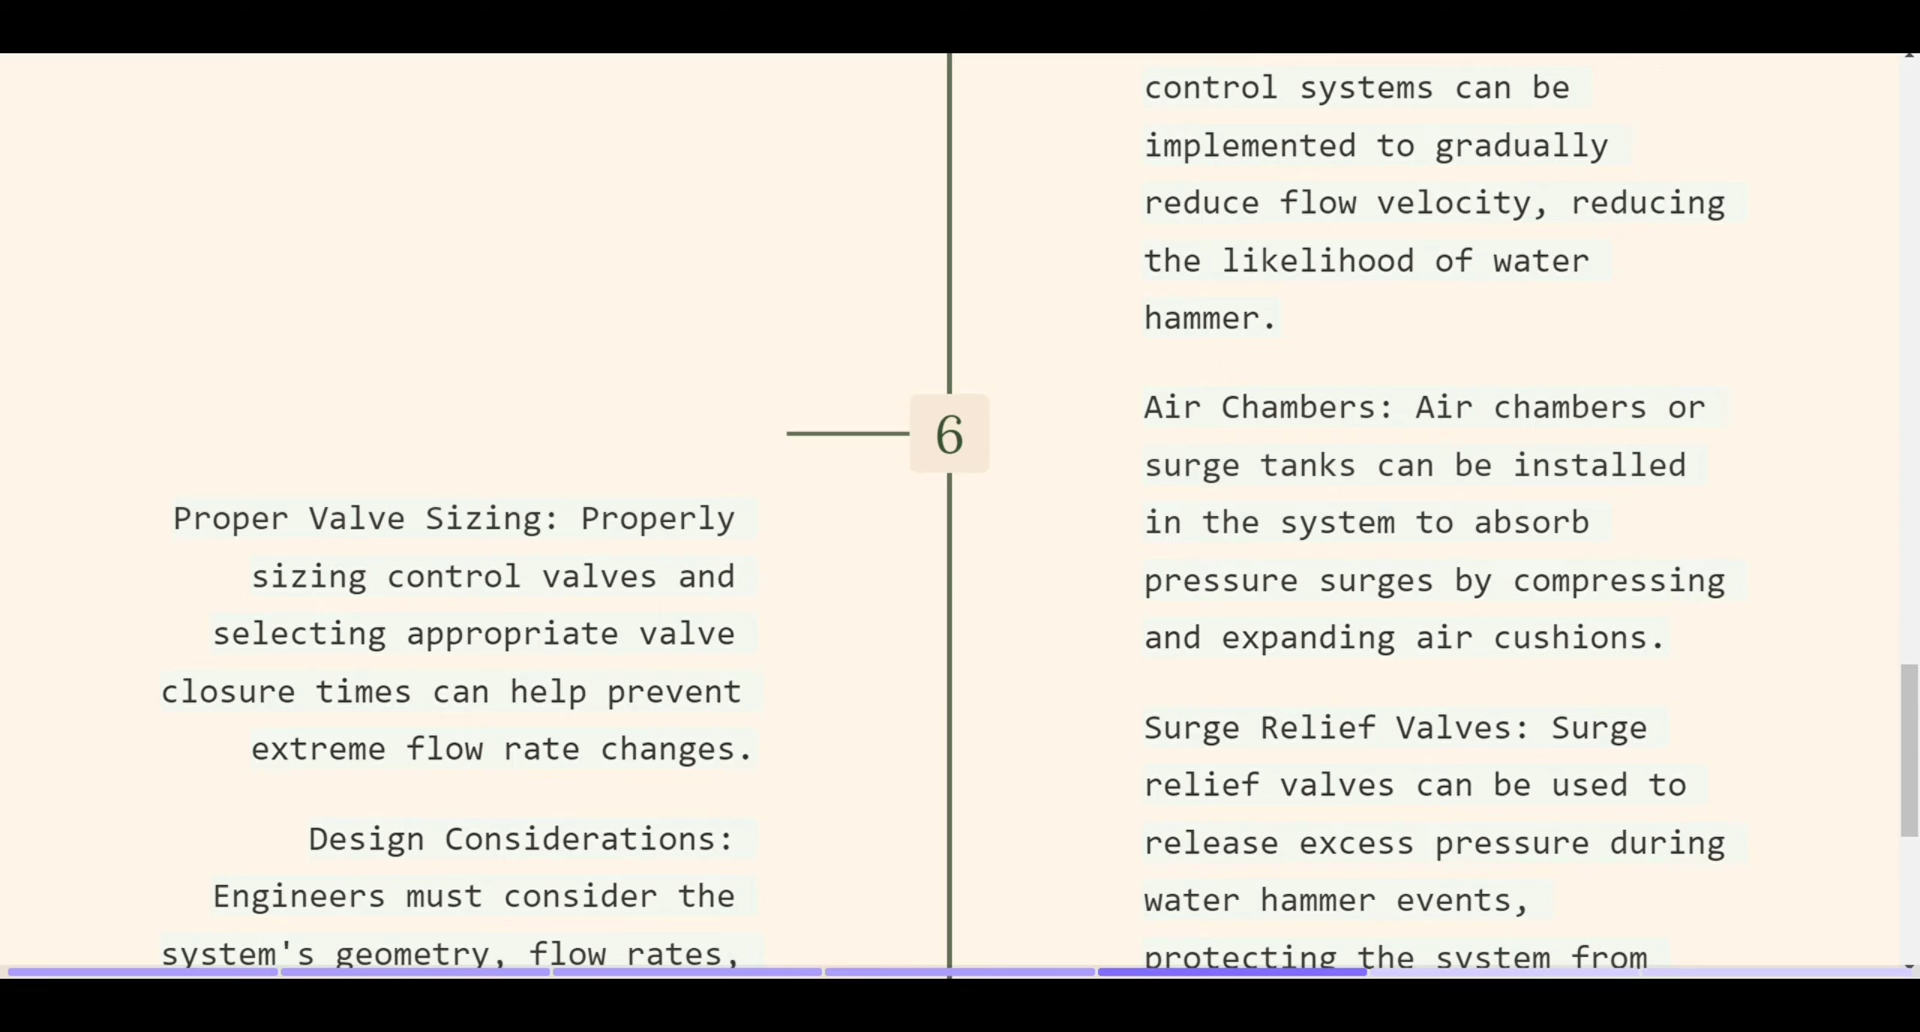 control systems can be
implemented to gradually
reduce flow velocity, reducing
the likelihood of water
hammer.
Air Chambers: Air chambers or
surge tanks can be installed
in the system to absorb
pressure surges by compressing
and expanding air cushions.
Surge Relief Valves: Surge
relief valves can be used to
release excess pressure during
water hammer events,
protecting the system from
6
Proper Valve Sizing: Properly
sizing control valves and
selecting appropriate valve
closure times can help prevent
extreme flow rate changes.
Design Considerations:
Engineers must consider the
system's geometry, flow rates,